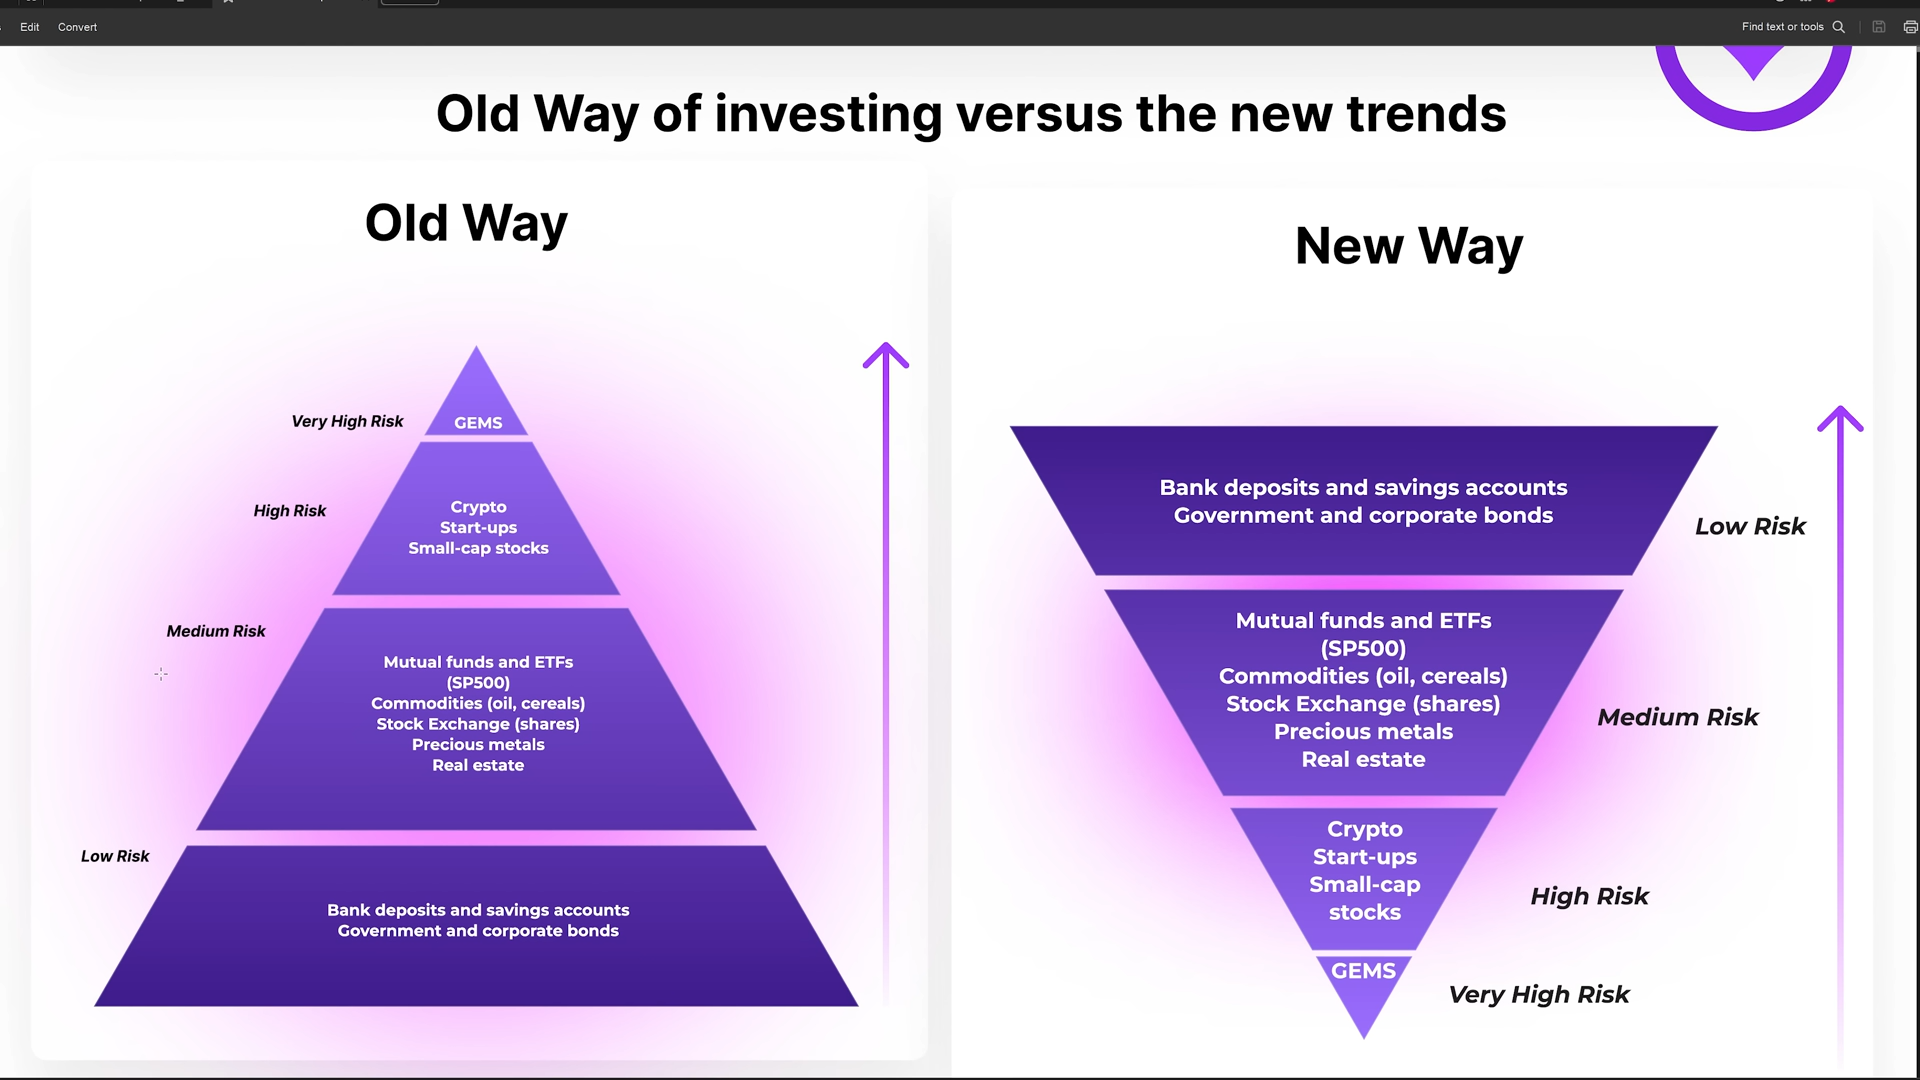 Edit
Convert
Find text or tools
Old Way of investing versus the new trends
Old Way
Very High Risk
GEMS
High Risk
Crypto
Start-ups
Small-cap stocks
Medium Risk
Mutual funds and ETFs
(SP500)
Commodities (oil, cereals)
Stock Exchange (shares)
Precious metals
Real estate
Low Risk
Bank deposits and savings accounts
Government and corporate bonds
New Way
Bank deposits and savings accounts
Government and corporate bonds
Low Risk
Mutual funds and ETFs
(SP500)
Commodities (oil, cereals)
Stock Exchange (shares)
Precious metals
Real estate
Medium Risk
Crypto
Start-ups
Small-cap
stocks
High Risk
GEMS
Very High Risk